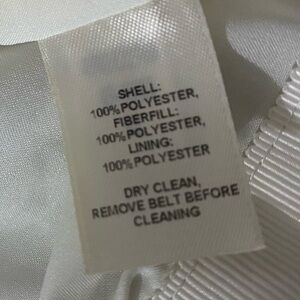 SHELL:
100%POLYESTER,
FIBERFILL:
100%POLYESTER,
LINING:
100%POLYESTER
DRY CLEAN,
REMOVE BELT BEFORE
CLEANING